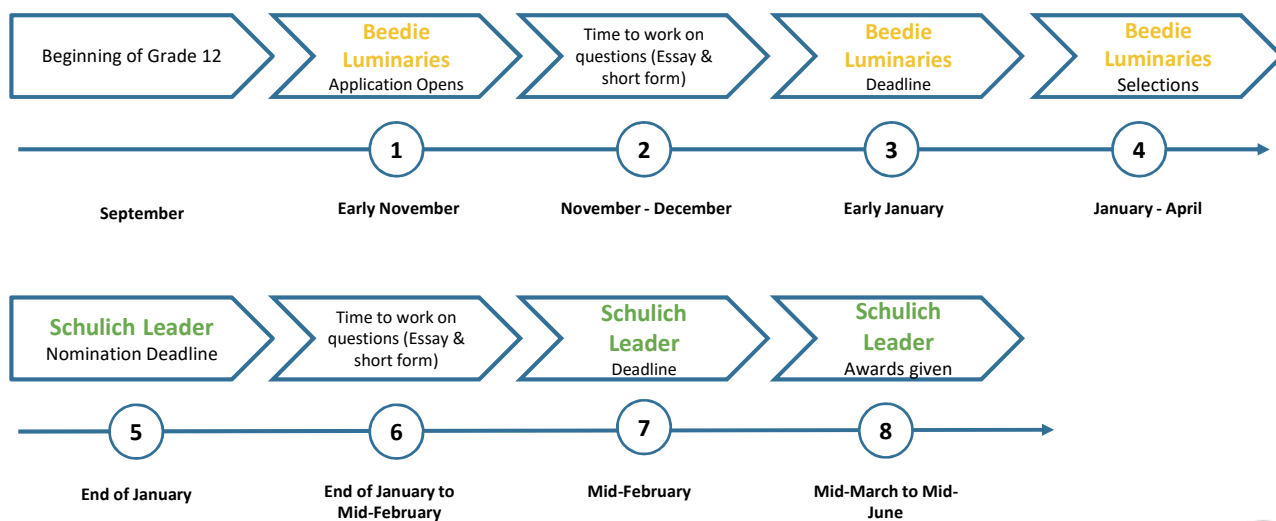 Beginning of Grade 12
Beedie
Luminaries
Application Opens
Time to work on
questions (Essay &
short form)
Beedie
Luminaries
Deadline
Beedie
Luminaries
Selections
1
2
3
4
September
Early November
November - December
Early January
January - April
Schulich Leader
Nomination Deadline
Time to work on
questions (Essay &
short form)
Schulich
Leader
Deadline
Schulich
Leader
Awards given
5
6
7
8
End of January
End of January to
Mid-February
Mid-February
Mid-March to Mid-
June